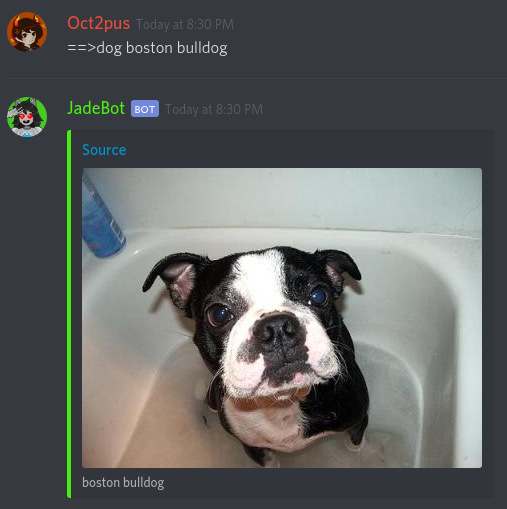 Oct2pus Today at 8:30 PM
==>dog boston bulldog
JadeBot BOT Today at 8:30 PM
Source
boston bulldog